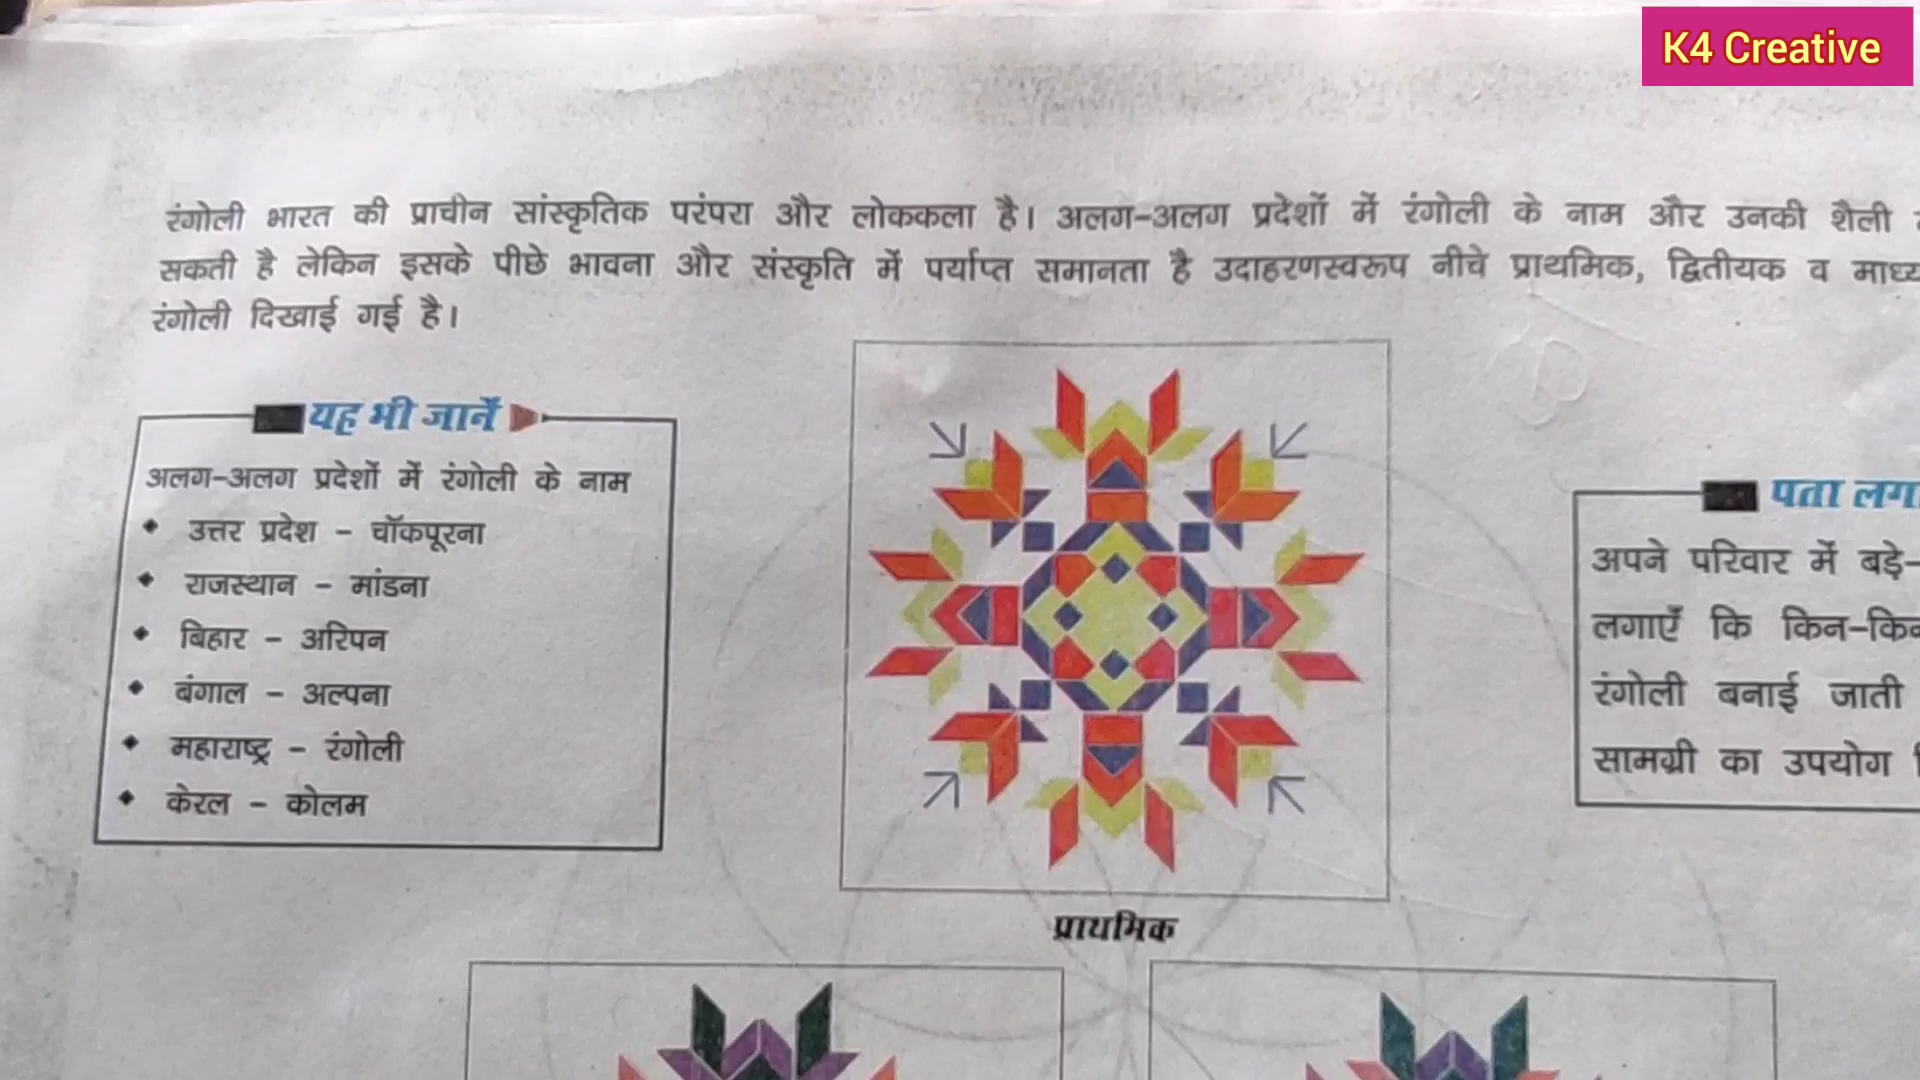 K4 Creative
रंगोली भारत की प्राचीन सांस्कृतिक परंपरा और लोककला है। अलग-अलग प्रदेशों में रंगोली के नाम और उनकी शैली
सकती है लेकिन इसके पीछे भावना और संस्कृति में पर्याप्त समानता है उदाहरणस्वरूप नीचे प्राथमिक, द्वितीयक व माध्य
रंगोली दिखाई गई है।
यह भी जानें
अलग-अलग प्रदेशों में रंगोली के नाम
उत्तर प्रदेश - चॉकपूरना
राजस्थान - मांडना
बिहार - अरिपन
बंगाल - अल्पना
महाराष्ट्र - रंगोली
केरल - कोलम
प्राथमिक
पता लगा
अपने परिवार में बड़े-
लगाएँ कि किन-किन
रंगोली बनाई जाती
सामग्री का उपयोग